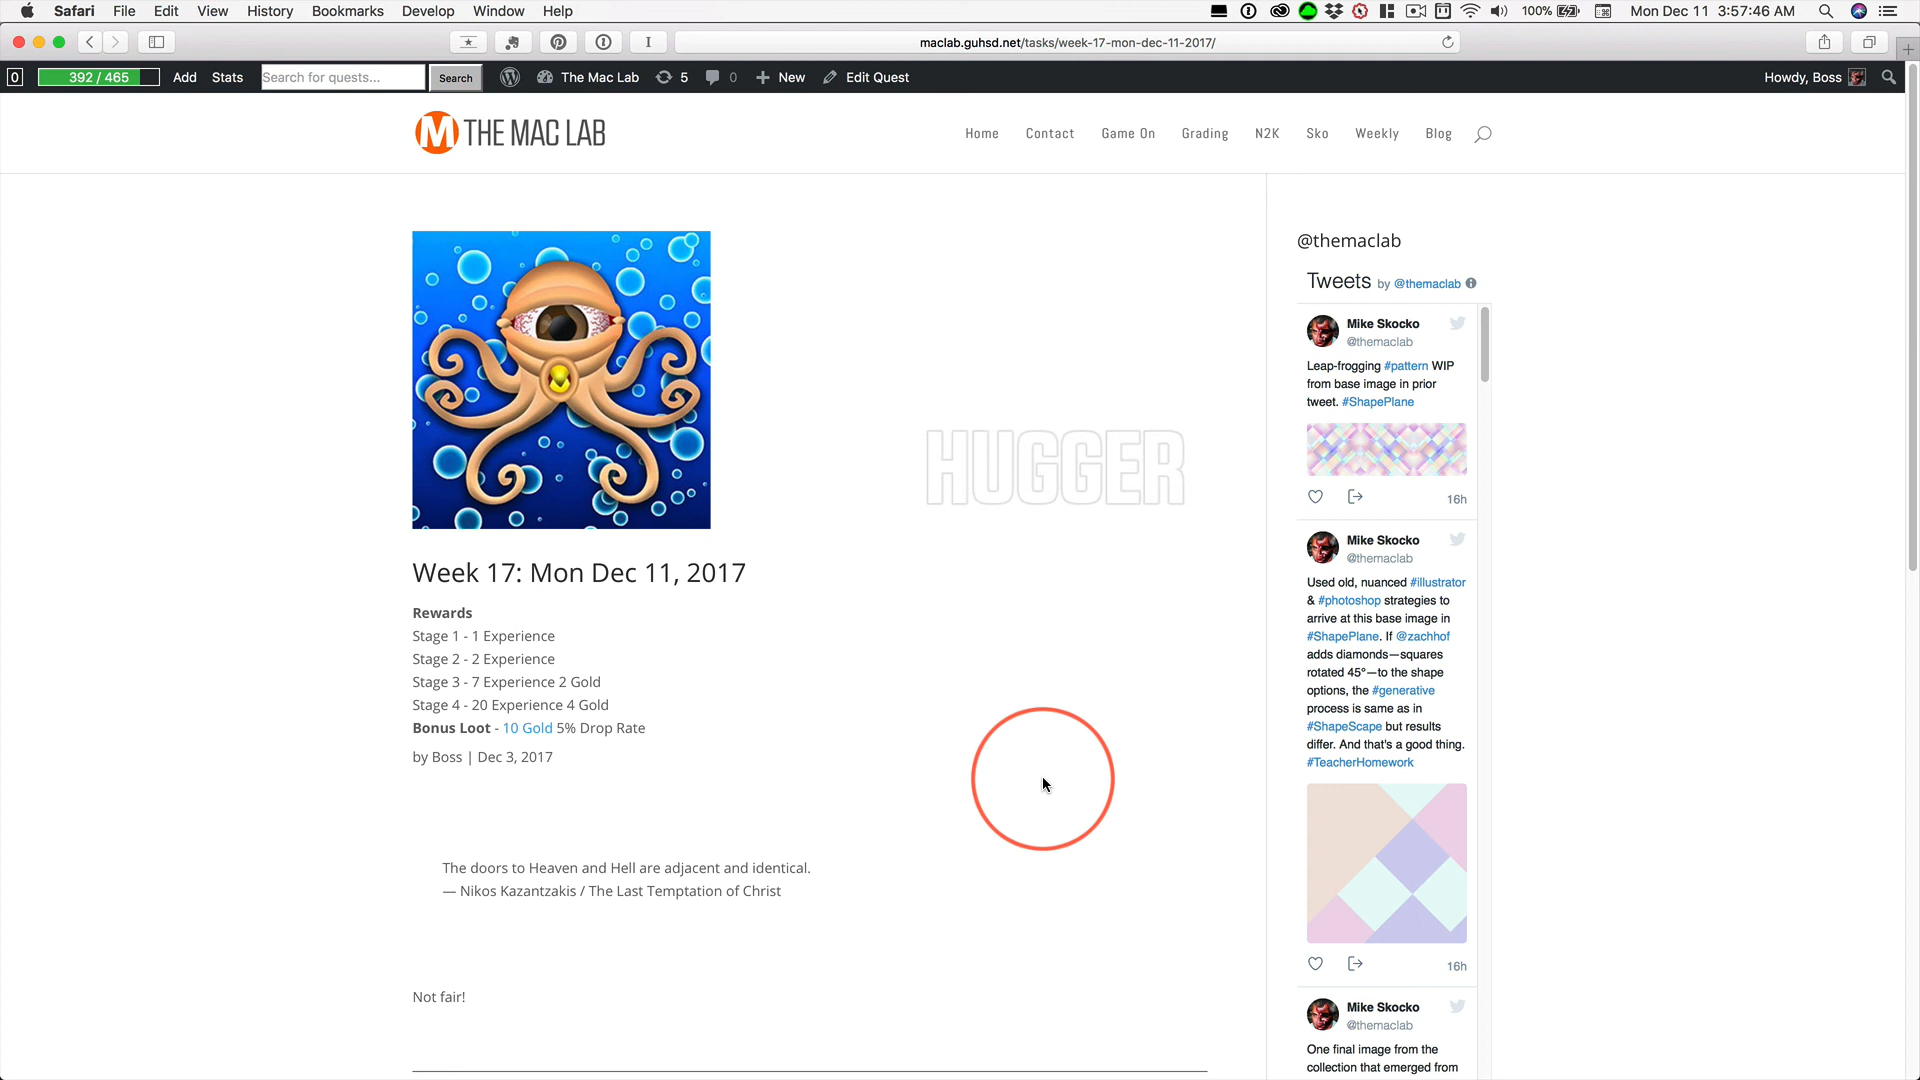 Safari File Edit View History Bookmarks Develop Window Help
100% Mon Dec 11 3:57:46 AM
maclab.guhsd.net/tasks/week-17-mon-dec-11-2017/
0 392 / 465 Add Stats Search for quests... Search The Mac Lab 5 0 New Edit Quest
Howdy, Boss
M THE MAC LAB
Home Contact Game On Grading N2K Sko Weekly Blog
HUGGER
Week 17: Mon Dec 11, 2017
Rewards
Stage 1 - 1 Experience
Stage 2 - 2 Experience
Stage 3 - 7 Experience 2 Gold
Stage 4 - 20 Experience 4 Gold
Bonus Loot - 10 Gold 5% Drop Rate
by Boss | Dec 3, 2017
The doors to Heaven and Hell are adjacent and identical.
— Nikos Kazantzakis / The Last Temptation of Christ
Not fair!
@themaclab
Tweets by @themaclab
Mike Skocko
@themaclab
Leap-frogging #pattern WIP
from base image in prior
tweet. #ShapePlane
16h
Mike Skocko
@themaclab
Used old, nuanced #illustrator
& #photoshop strategies to
arrive at this base image in
#ShapePlane. If @zachhof
adds diamonds—squares
rotated 45°—to the shape
options, the #generative
process is same as in
#ShapeScape but results
differ. And that's a good thing.
#TeacherHomework
16h
Mike Skocko
@themaclab
One final image from the
collection that emerged from